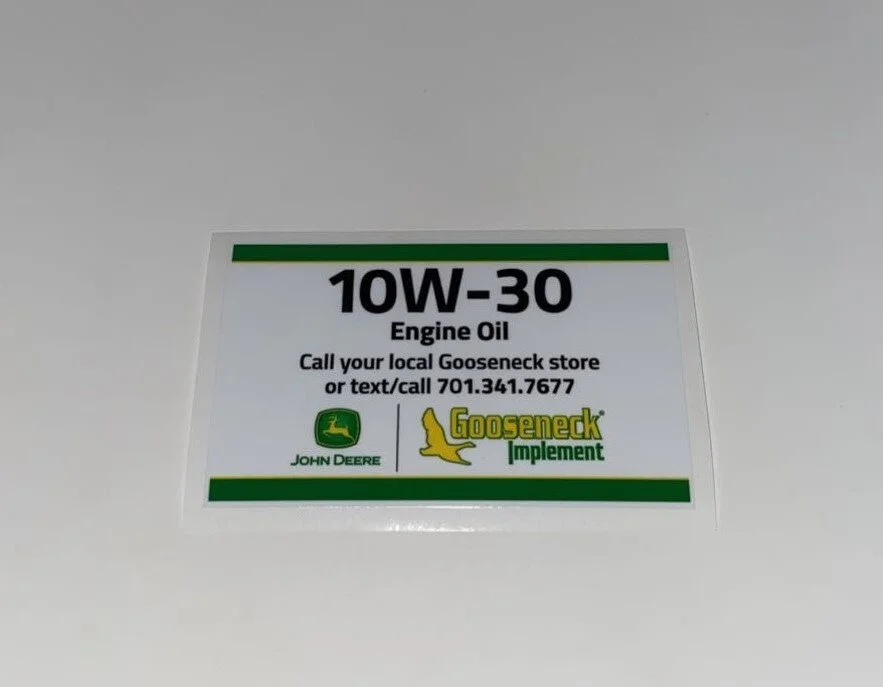 10W-30
Engine Oil
Call your local Gooseneck store
or text/call 701.341.7677
JOHN DEERE
Gooseneck®
Implement